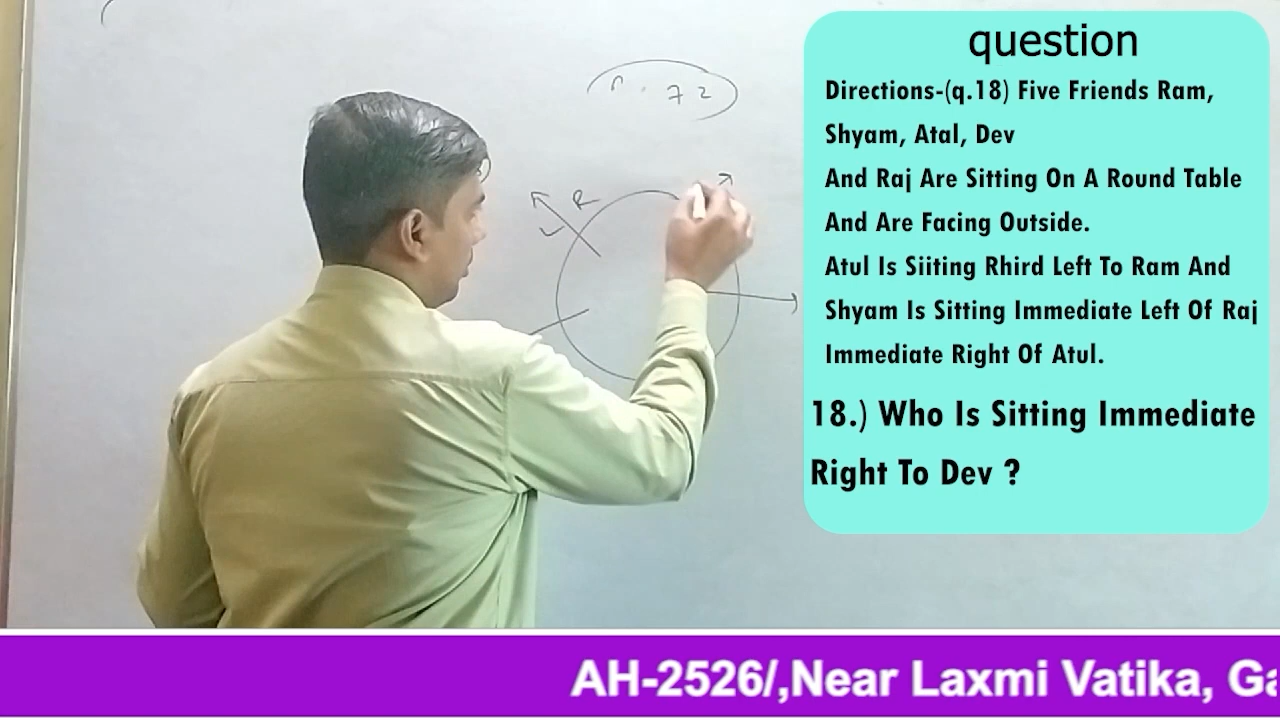 72
R
question
Directions-(q.18) Five Friends Ram,
Shyam, Atal, Dev
And Raj Are Sitting On A Round Table
And Are Facing Outside.
Atul Is Siiting Rhird Left To Ram And
Shyam Is Sitting Immediate Left Of Raj
Immediate Right Of Atul.
18.) Who Is Sitting Immediate
Right To Dev ?
AH-2526/,Near Laxmi Vatika, Ga